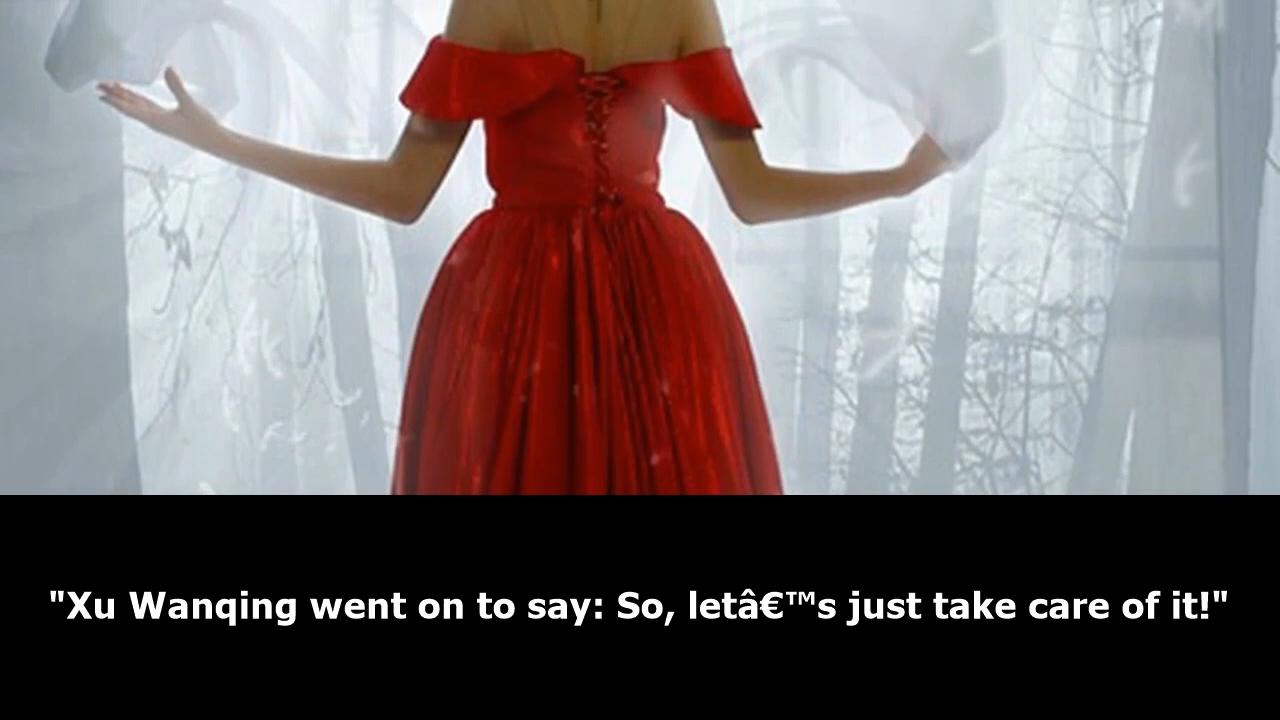 "Xu Wanqing went on to say: So, letâ€™s just take care of it!"